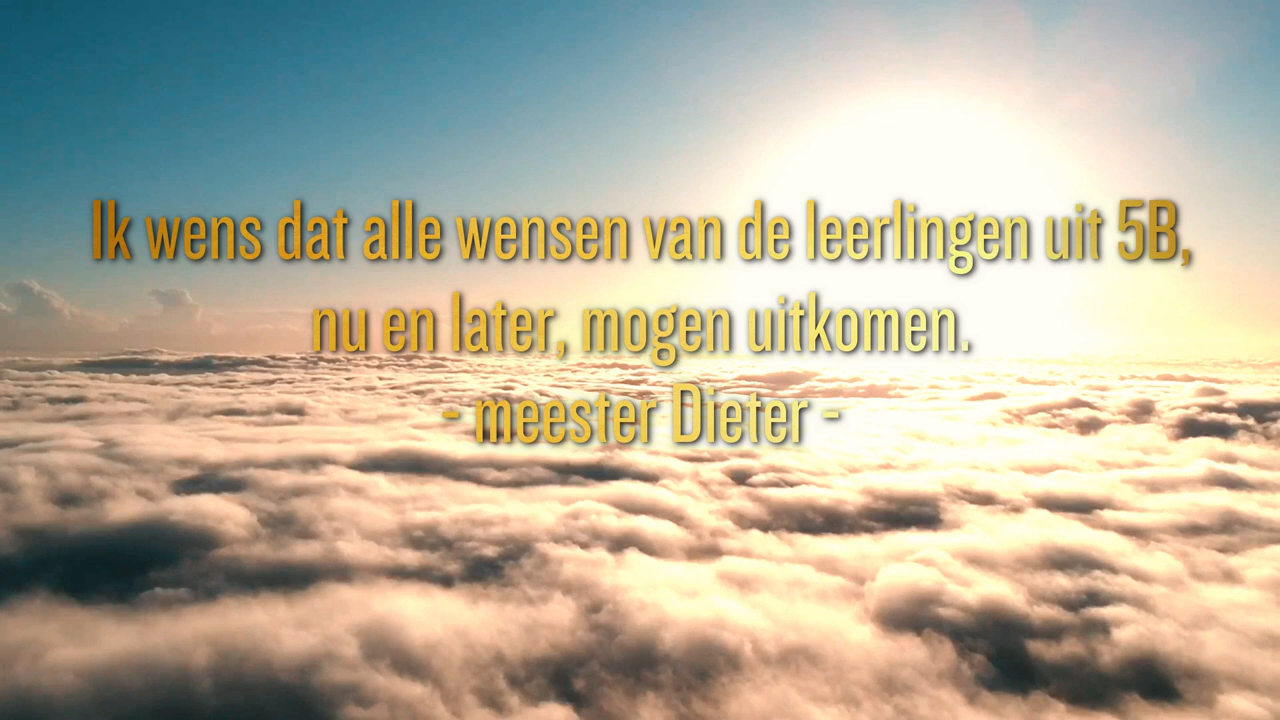 Ik wens dat alle wensen van de leerlingen uit 5B,
nu en later, mogen uitkomen.
- meester Dieter -